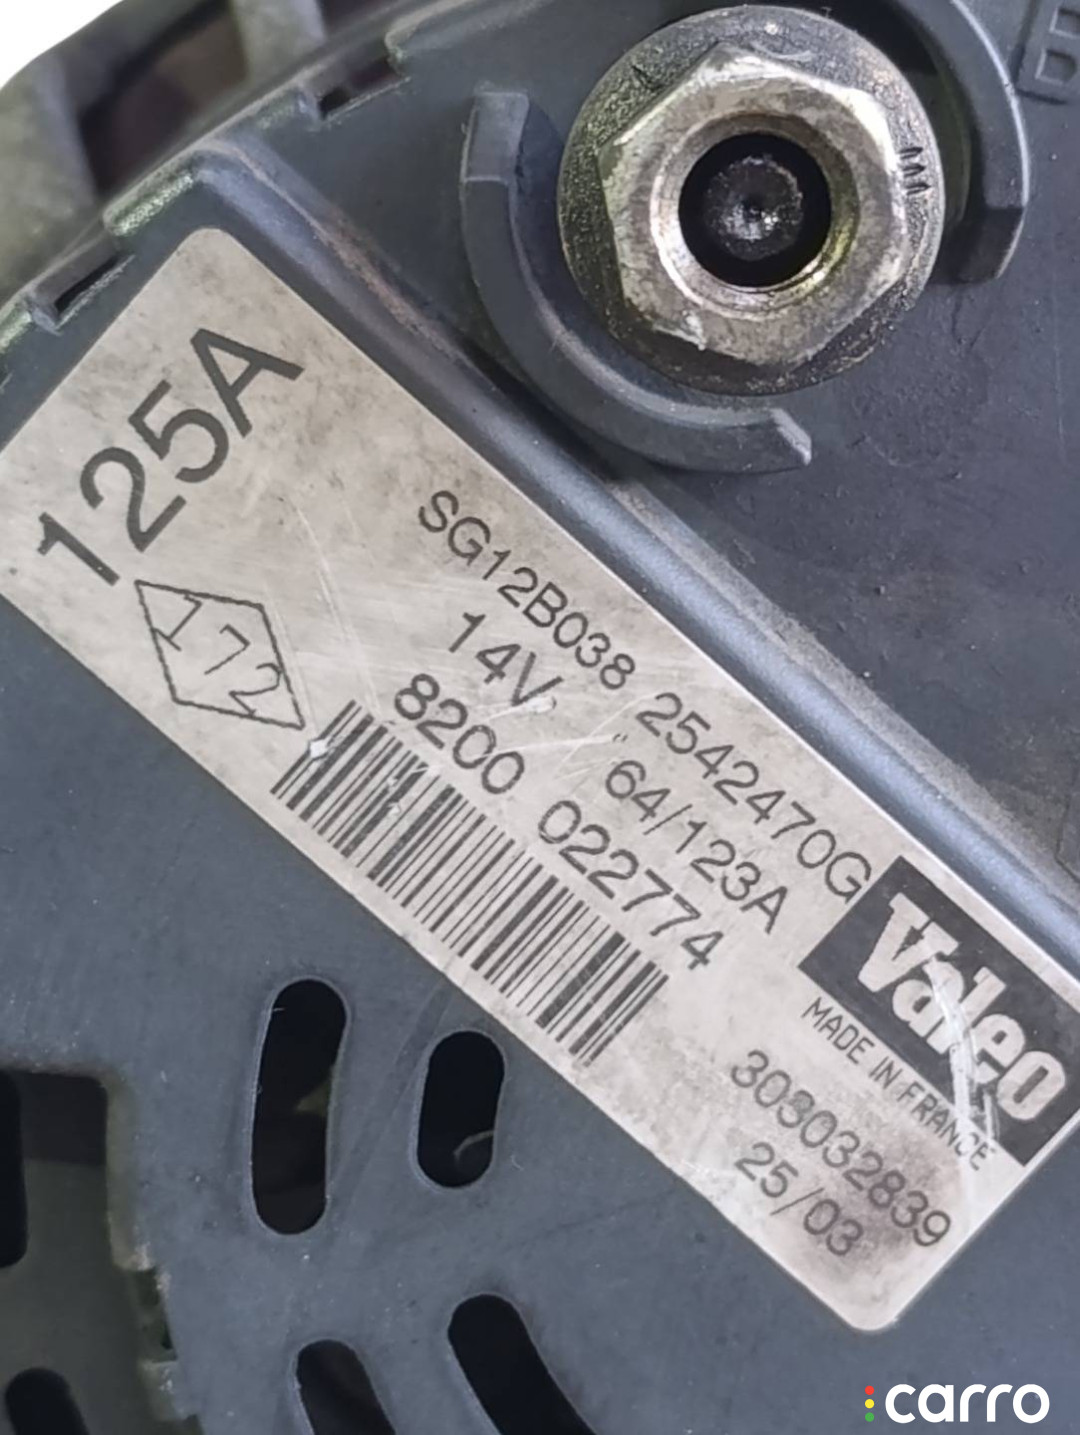 125A
172
SG12B038 2542470G
14V 64/123A
8200 022774
Valeo
MADE IN FRANCE
303032839
25/03
carro